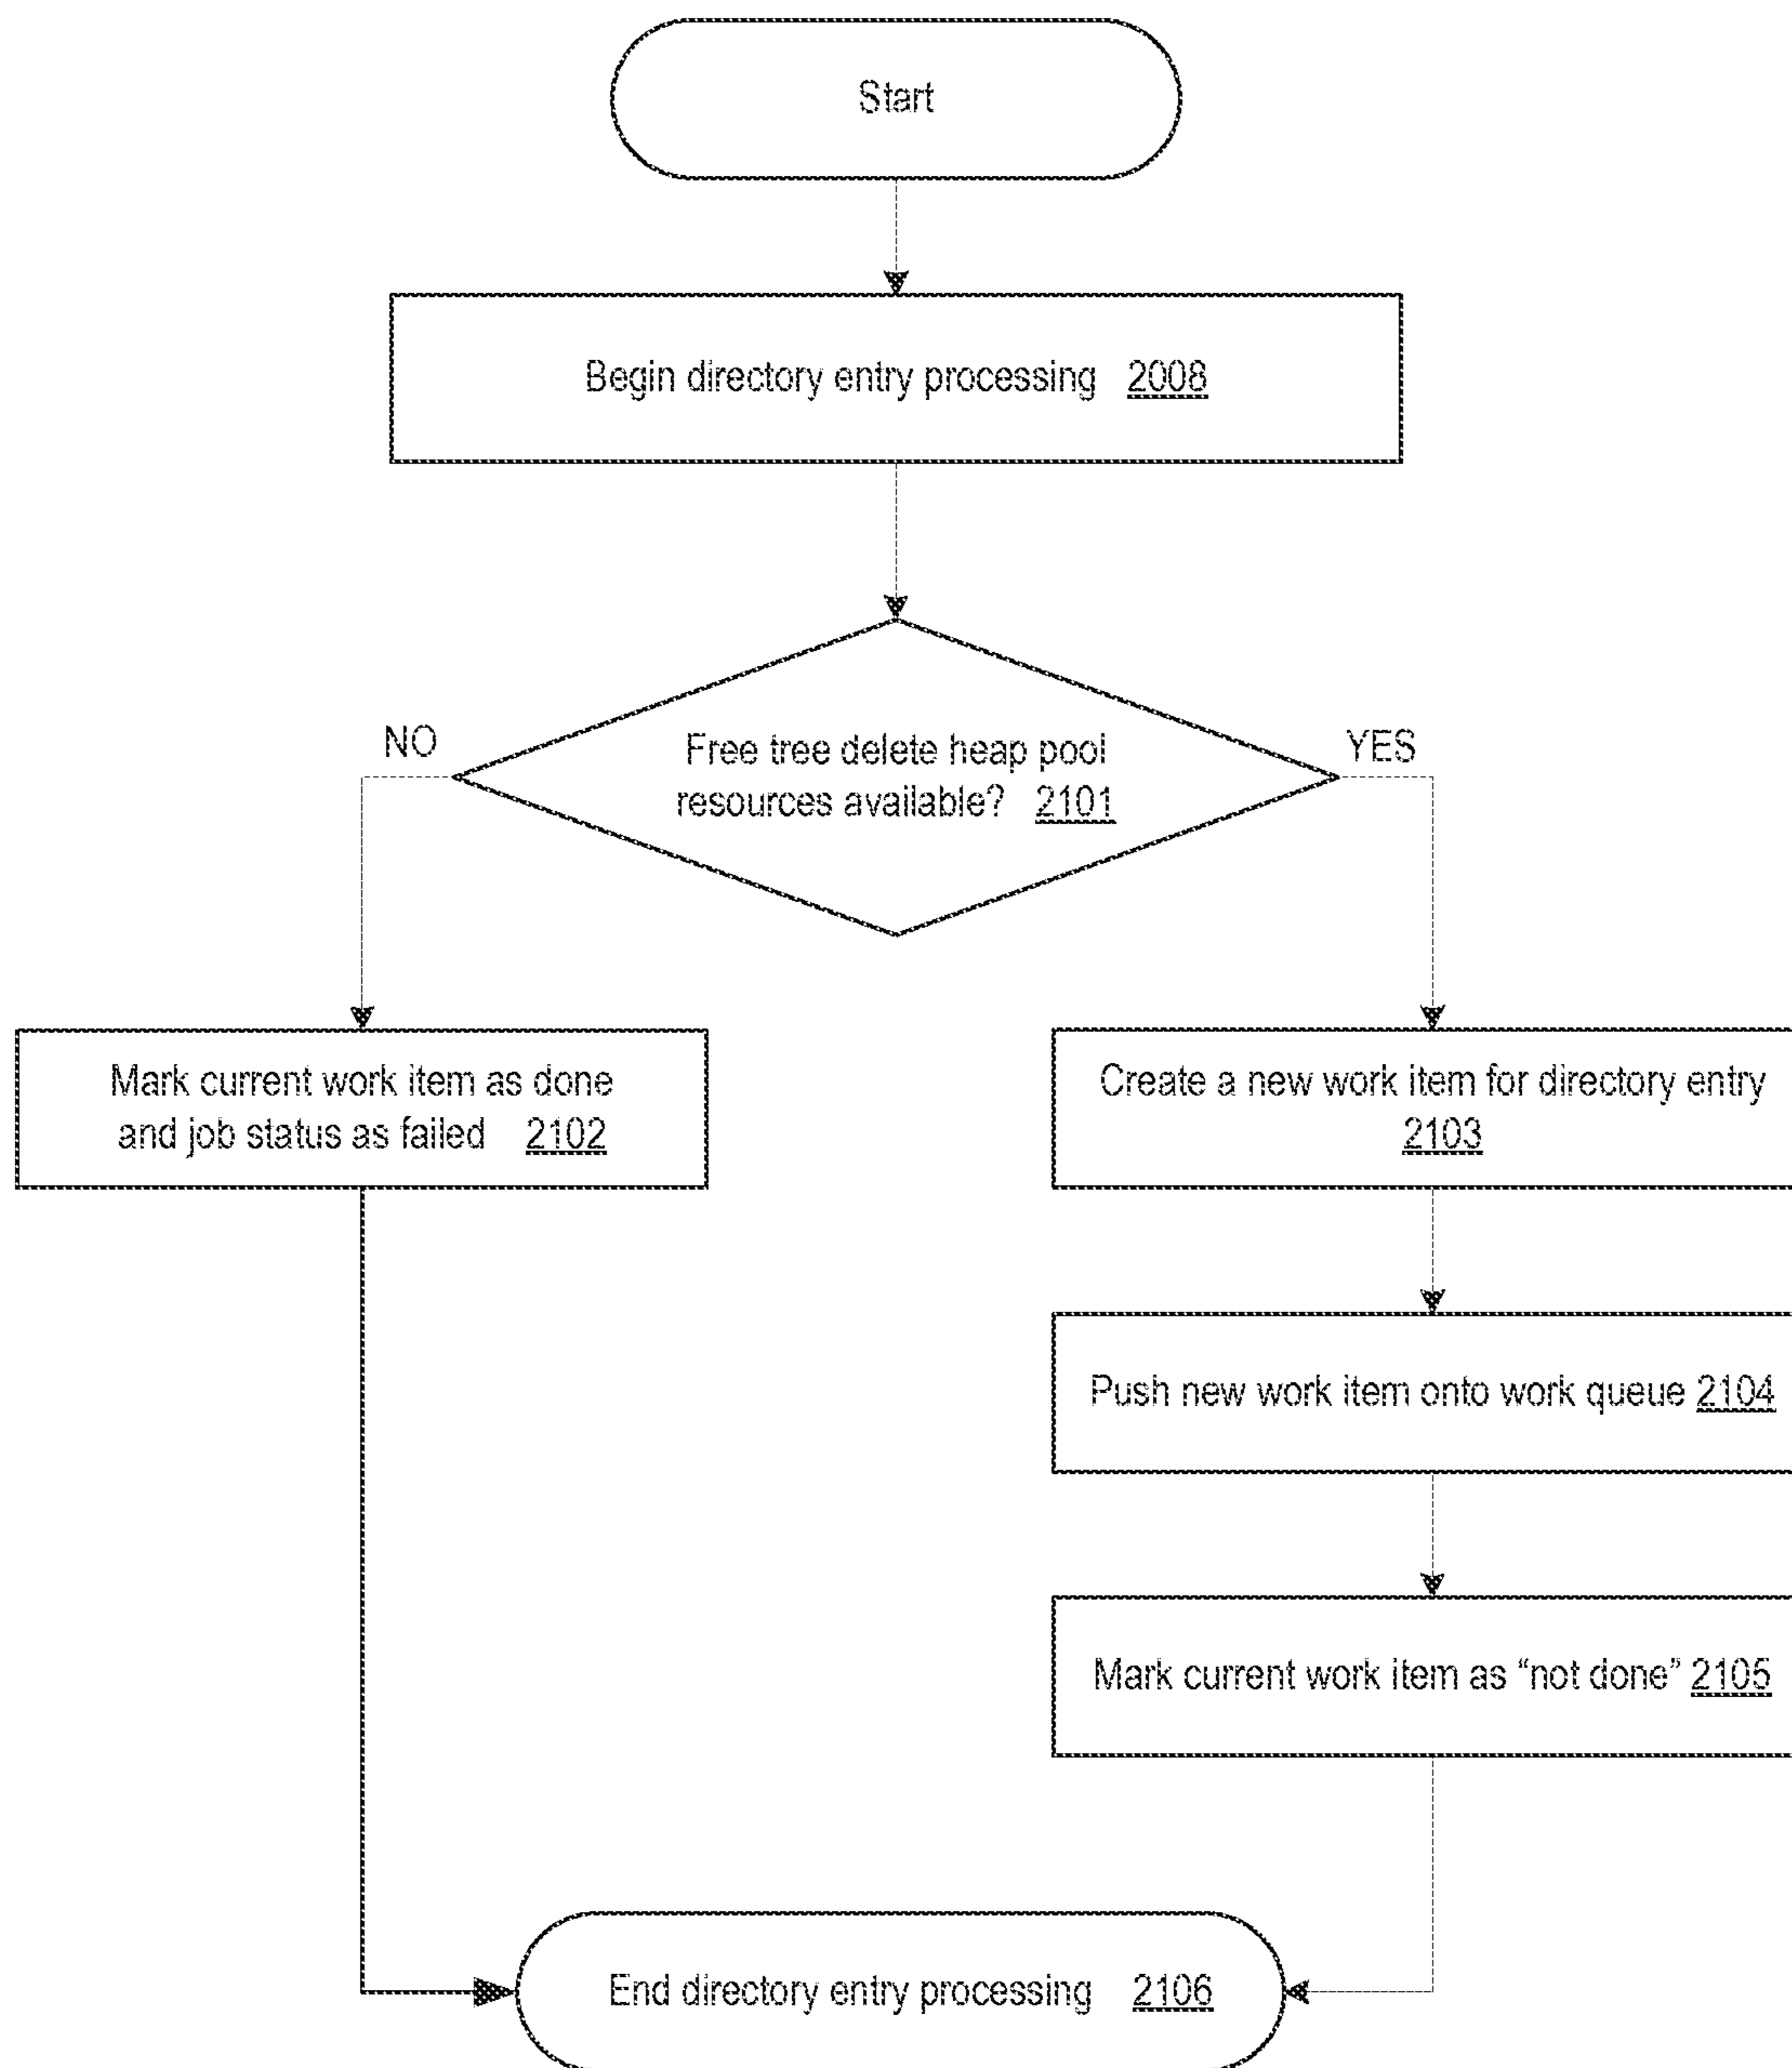 Start
Begin directory entry processing 2008
NO
YES
Free tree delete heap pool
resources available? 2101
Mark current work item as done
and job status as failed 2102
Create a new work item for directory entry
2103
Push new work item onto work queue 2104
Mark current work item as “not done” 2105
End directory entry processing 2106